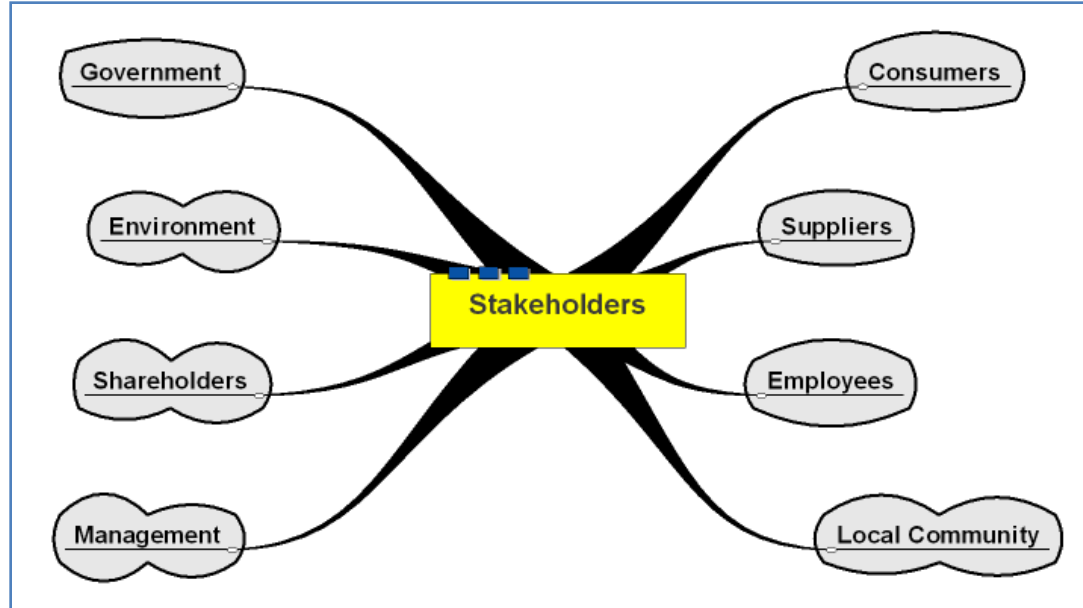 Government
Consumers
Environment
Suppliers
Stakeholders
Shareholders
Employees
Management
Local Community